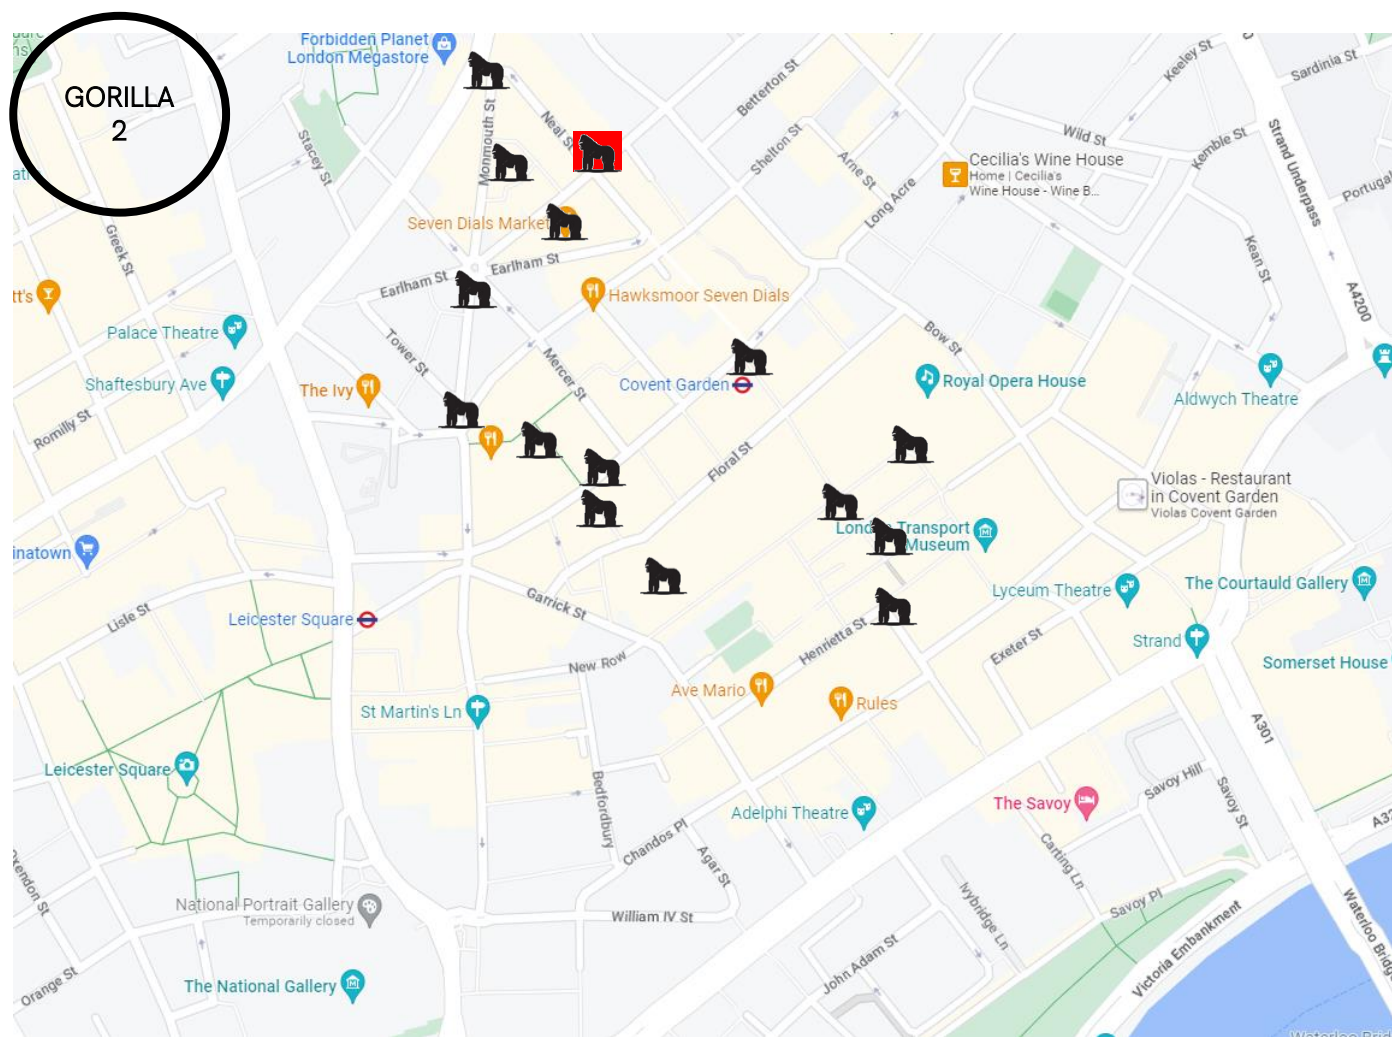 GORILLA
2
Forbidden Planet
London Megastore
Keeley St
Sardinia St
Betterton St
Monmouth St
Neal St
Stacey St
Shelton St
Wild St
Kemble St
Strand Underpass
Arne St
Cecilia's Wine House
Home | Cecilia's
Wine House - Wine B...
Portugal
Long Acre
Seven Dials Market
Greek St
Kean St
Earlham St
Earlham St
tt's
Hawksmoor Seven Dials
A4200
Palace Theatre
Tower St
Mercer St
Bow St
Shaftesbury Ave
The Ivy
Covent Garden
Royal Opera House
Aldwych Theatre
Romilly St
Floral St
Violas - Restaurant
in Covent Garden
Violas Covent Garden
London Transport
Museum
inatown
Lyceum Theatre
The Courtauld Gallery
Garrick St
Lisle St
Leicester Square
Henrietta St
Exeter St
Strand
New Row
Somerset House
Ave Mario
Rules
St Martin's Ln
A301
Leicester Square
Bedfordbury
Savoy Hill
Savoy St
The Savoy
Adelphi Theatre
Chandos Pl
Agar St
Carting Ln
Oxendon St
National Portrait Gallery
Temporarily closed
William IV St
Ivybridge Ln
Savoy Pl
Victoria Embankment
Waterloo Bridge
John Adam St
Orange St
The National Gallery